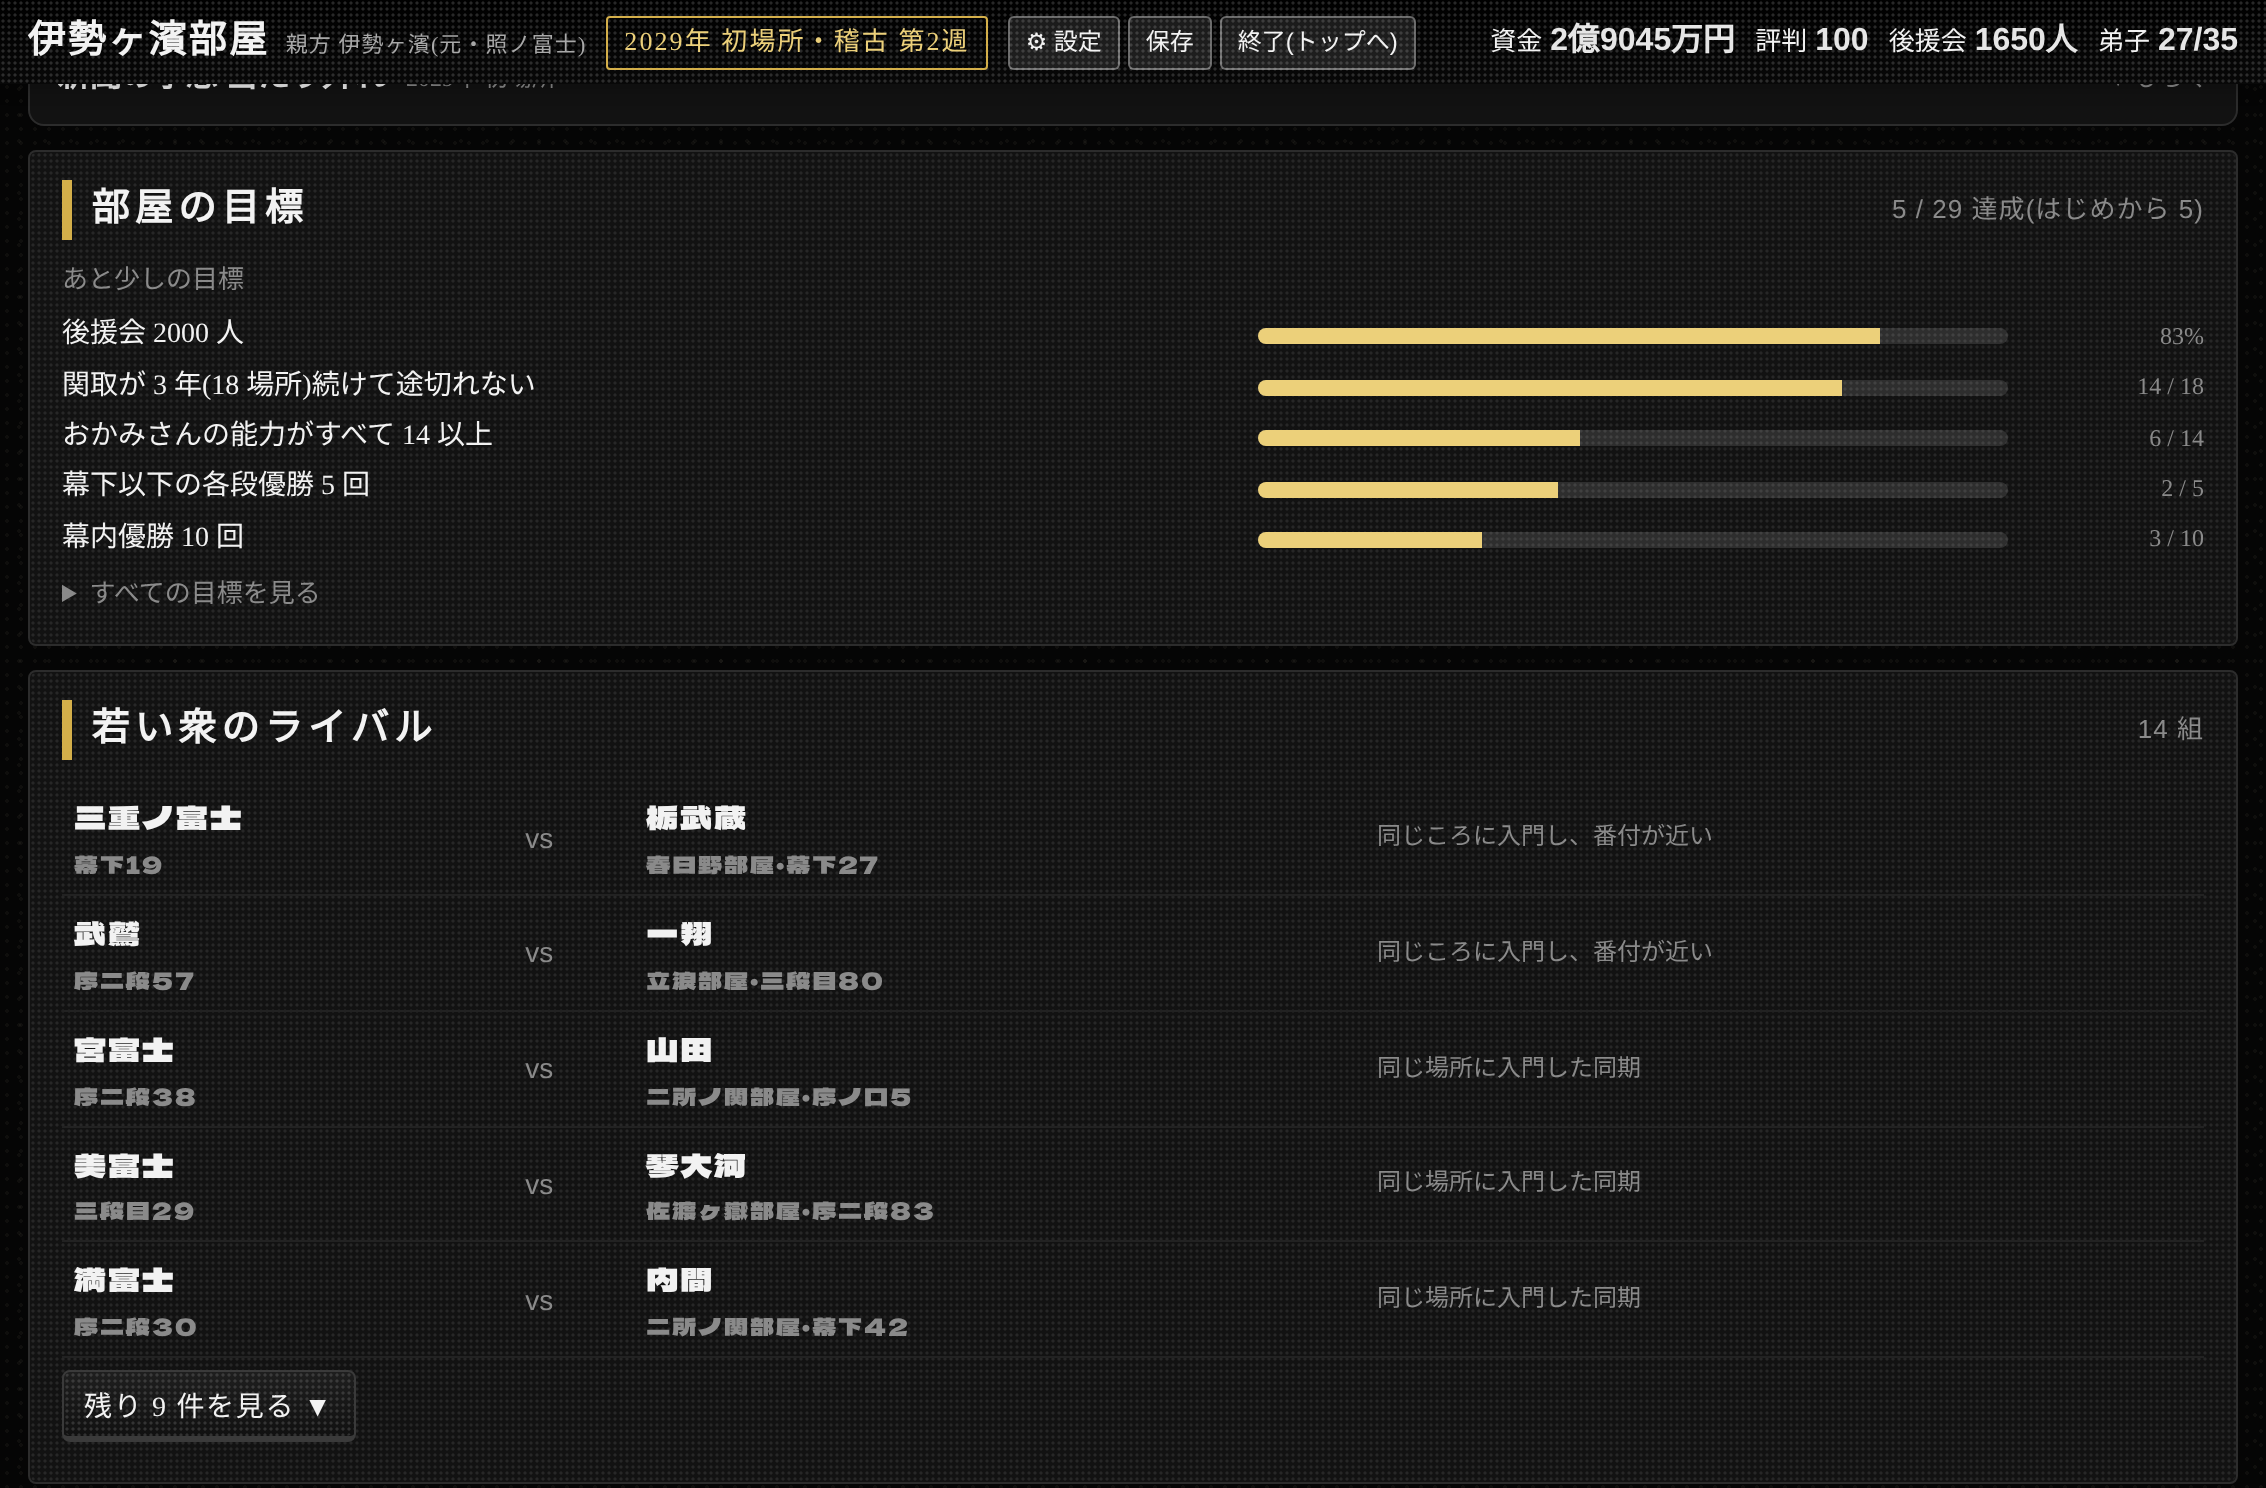 伊勢ヶ濱部屋 親方 伊勢ヶ濱(元・照ノ富士) 2029年 初場所・稽古 第2週 ⚙ 設定 保存 終了(トップへ) 資金 2億9045万円 評判 100 後援会 1650人 弟子 27/35
部屋の目標 5 / 29 達成(はじめから 5)
あと少しの目標
後援会 2000 人 83%
関取が 3 年(18 場所)続けて途切れない 14 / 18
おかみさんの能力がすべて 14 以上 6 / 14
幕下以下の各段優勝 5 回 2 / 5
幕内優勝 10 回 3 / 10
▶ すべての目標を見る
若い衆のライバル 14 組
三重ノ富士 vs 栃武蔵 同じころに入門し、番付が近い
幕下19 春日野部屋・幕下27
武鷲 vs 一翔 同じころに入門し、番付が近い
序二段57 立浪部屋・三段目80
宮富士 vs 山田 同じ場所に入門した同期
序二段38 二所ノ関部屋・序ノ口5
美富士 vs 琴大河 同じ場所に入門した同期
三段目29 佐渡ヶ嶽部屋・序二段83
満富士 vs 内間 同じ場所に入門した同期
序二段30 二所ノ関部屋・幕下42
残り 9 件を見る ▼